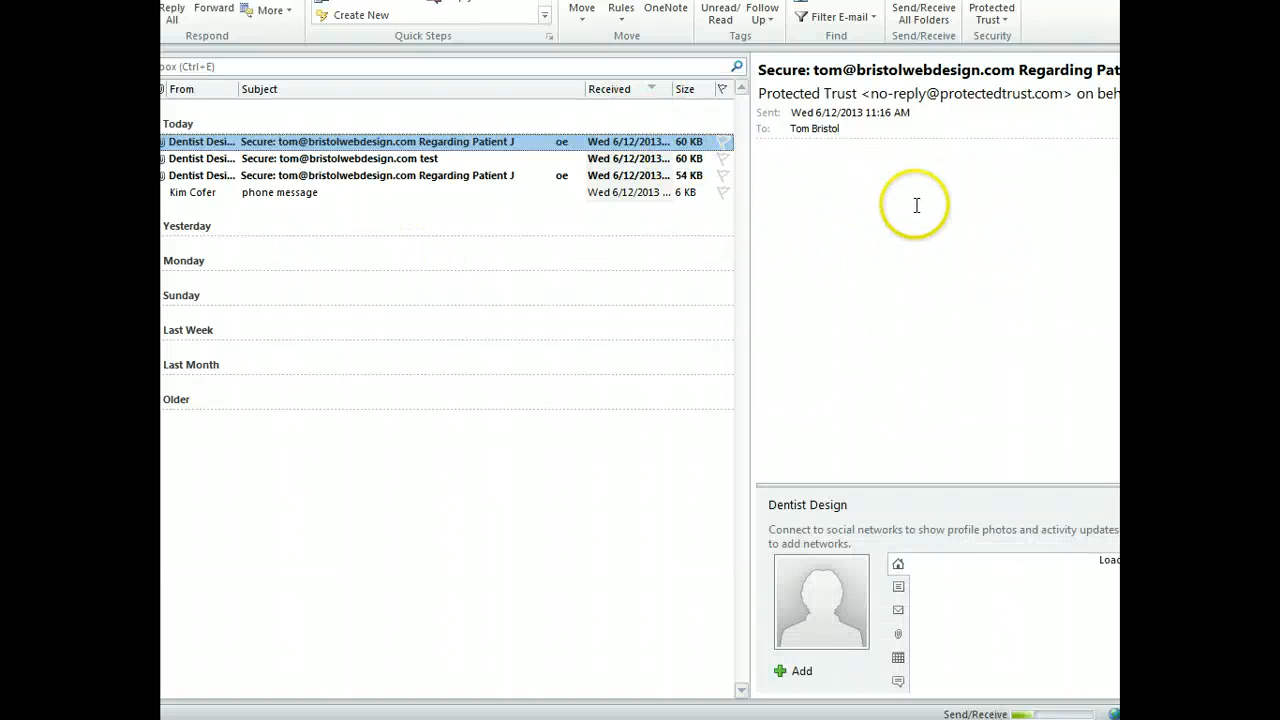 Reply All Forward More
Create New
Move Rules OneNote
Unread/ Read Follow Up
Filter E-mail
Send/Receive All Folders
Protected Trust
Respond Quick Steps Move Tags Find Send/Receive Security
box (Ctrl+E)
From Subject Received Size
Today
Dentist Desi... Secure: tom@bristolwebdesign.com Regarding Patient J oe Wed 6/12/2013... 60 KB
Dentist Desi... Secure: tom@bristolwebdesign.com test Wed 6/12/2013... 60 KB
Dentist Desi... Secure: tom@bristolwebdesign.com Regarding Patient J oe Wed 6/12/2013... 54 KB
Kim Cofer phone message Wed 6/12/2013 ... 6 KB
Yesterday
Monday
Sunday
Last Week
Last Month
Older
Secure: tom@bristolwebdesign.com Regarding Pat
Protected Trust <no-reply@protectedtrust.com> on beh
Sent: Wed 6/12/2013 11:16 AM
To: Tom Bristol
Dentist Design
Connect to social networks to show profile photos and activity updates
to add networks.
Loac
Add
Send/Receive